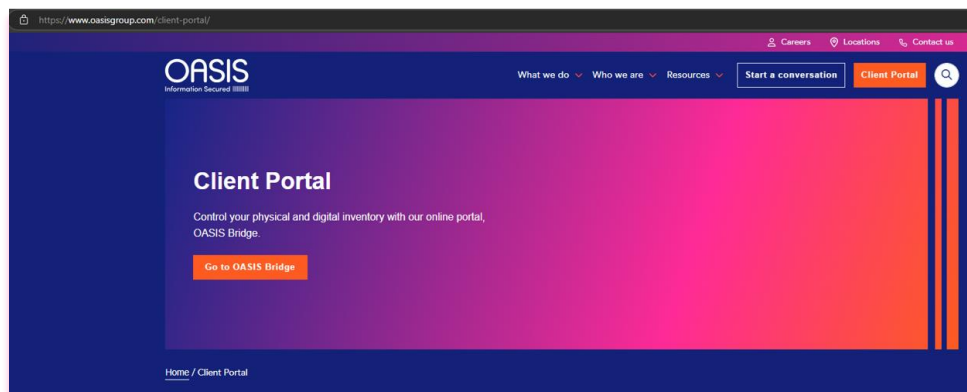 https://www.oasisgroup.com/client-portal/
Careers Locations Contact us
OASIS
Information Secured
What we do Who we are Resources Start a conversation Client Portal
Client Portal
Control your physical and digital inventory with our online portal,
OASIS Bridge.
Go to OASIS Bridge
Home / Client Portal